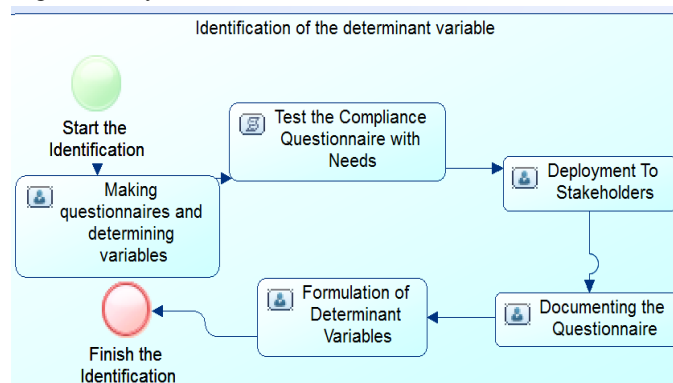 Identification of the determinant variable
Start the
Identification
Making
questionnaires and
determining
variables
Test the Compliance
Questionnaire with
Needs
Deployment To
Stakeholders
Documenting the
Questionnaire
Formulation of
Determinant
Variables
Finish the
Identification